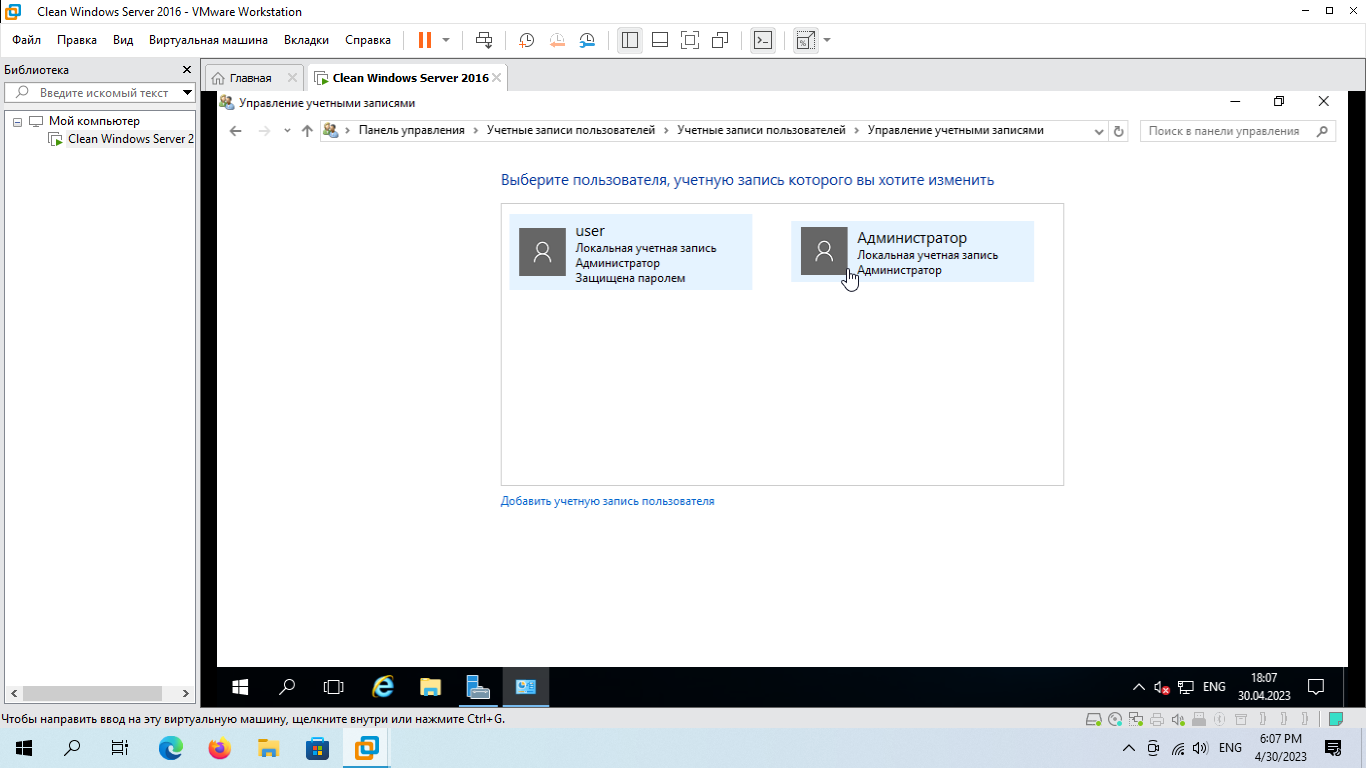 Clean Windows Server 2016 - VMware Workstation
Файл Правка Вид Виртуальная машина Вкладки Справка
Библиотека
Введите искомый текст
Мой компьютер
Clean Windows Server 2
Главная
Clean Windows Server 2016
Управление учетными записями
Панель управления Учетные записи пользователей Учетные записи пользователей Управление учетными записями
Поиск в панели управления
Выберите пользователя, учетную запись которого вы хотите изменить
user
Локальная учетная запись
Администратор
Защищена паролем
Администратор
Локальная учетная запись
Администратор
Добавить учетную запись пользователя
ENG
18:07
30.04.2023
Чтобы направить ввод на эту виртуальную машину, щелкните внутри или нажмите Ctrl+G.
ENG
6:07 PM
4/30/2023